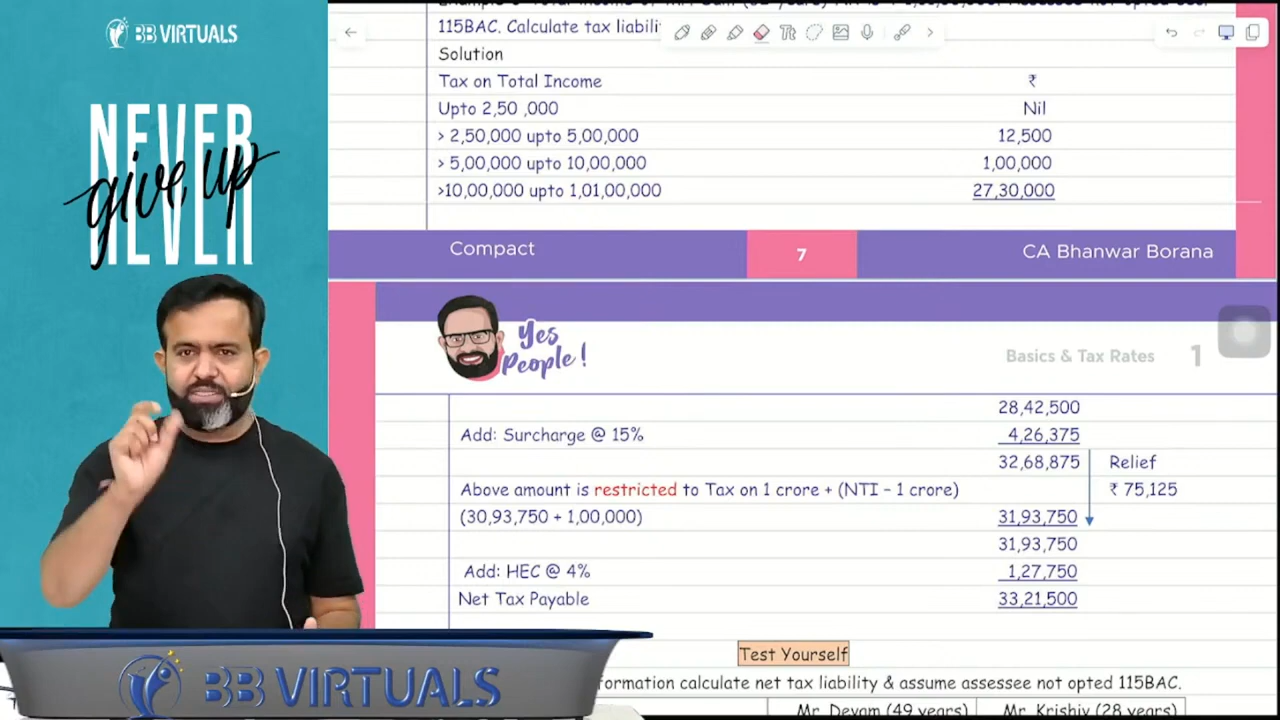 BB VIRTUALS
NEVER
give up
NEVER
115BAC. Calculate tax liabili
Solution
Tax on Total Income ₹
Upto 2,50 ,000 Nil
> 2,50,000 upto 5,00,000 12,500
> 5,00,000 upto 10,00,000 1,00,000
>10,00,000 upto 1,01,00,000 27,30,000
Compact 7 CA Bhanwar Borana
Yes
People !
Basics & Tax Rates 1
28,42,500
Add: Surcharge @ 15% 4,26,375
32,68,875 Relief
Above amount is restricted to Tax on 1 crore + (NTI – 1 crore) ₹ 75,125
(30,93,750 + 1,00,000) 31,93,750
31,93,750
Add: HEC @ 4% 1,27,750
Net Tax Payable 33,21,500
Test Yourself
formation calculate net tax liability & assume assessee not opted 115BAC.
Mr. Devam (49 years) Mr. Krishiv (28 years)
BB VIRTUALS